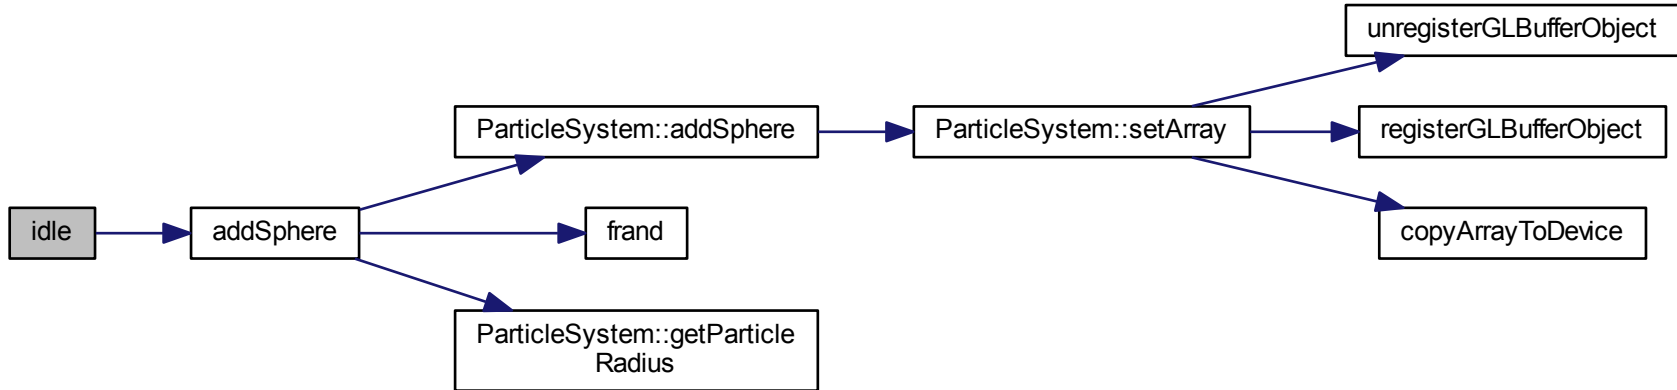 idle
addSphere
ParticleSystem::addSphere
frand
ParticleSystem::getParticle
Radius
ParticleSystem::setArray
unregisterGLBufferObject
registerGLBufferObject
copyArrayToDevice